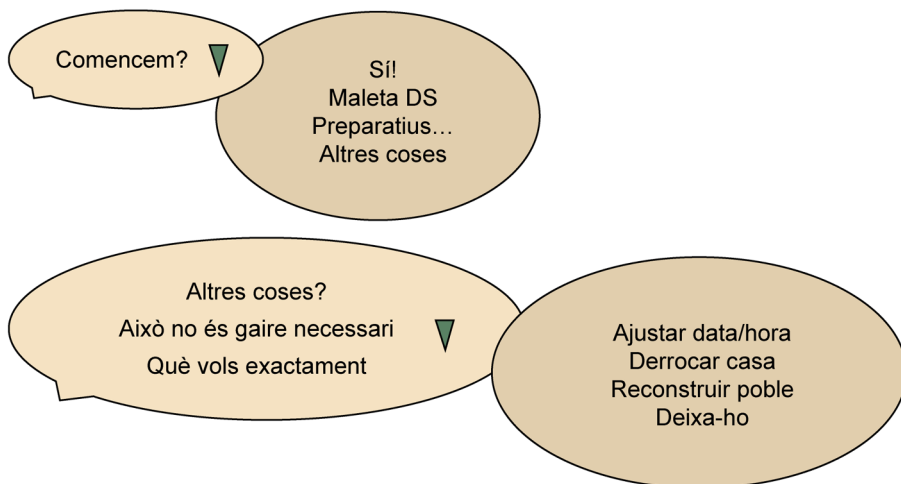 Comencem?
Sí!
Maleta DS
Preparatius…
Altres coses
Altres coses?
Això no és gaire necessari
Què vols exactament
Ajustar data/hora
Derrocar casa
Reconstruir poble
Deixa-ho